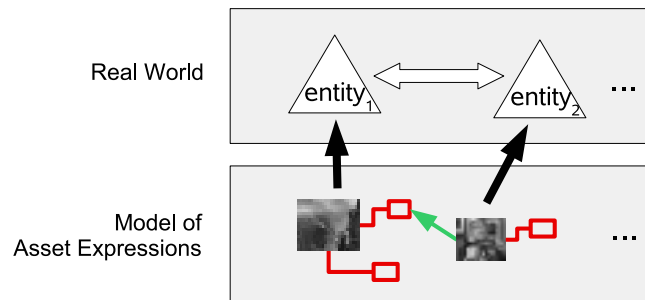 Real World
entity1
entity2
...
Model of
Asset Expressions
...